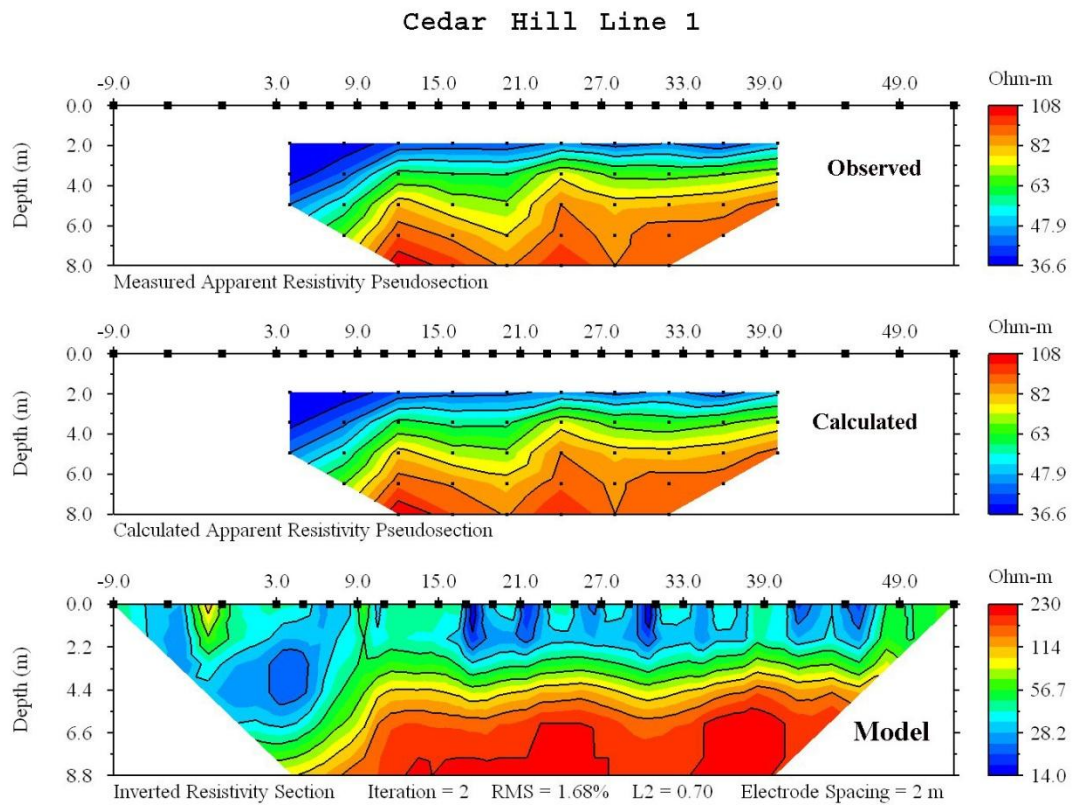 Cedar Hill Line 1
-9.0 3.0 9.0 15.0 21.0 27.0 33.0 39.0 49.0 Ohm-m
0.0 108
2.0 Observed 82
4.0 63
6.0 47.9
8.0 36.6
Depth (m)
Measured Apparent Resistivity Pseudosection
-9.0 3.0 9.0 15.0 21.0 27.0 33.0 39.0 49.0 Ohm-m
0.0 108
2.0 82
4.0 Calculated 63
6.0 47.9
8.0 36.6
Depth (m)
Calculated Apparent Resistivity Pseudosection
-9.0 3.0 9.0 15.0 21.0 27.0 33.0 39.0 49.0 Ohm-m
0.0 230
2.2 114
4.4 56.7
6.6 Model 28.2
8.8 14.0
Depth (m)
Inverted Resistivity Section Iteration = 2 RMS = 1.68% L2 = 0.70 Electrode Spacing = 2 m